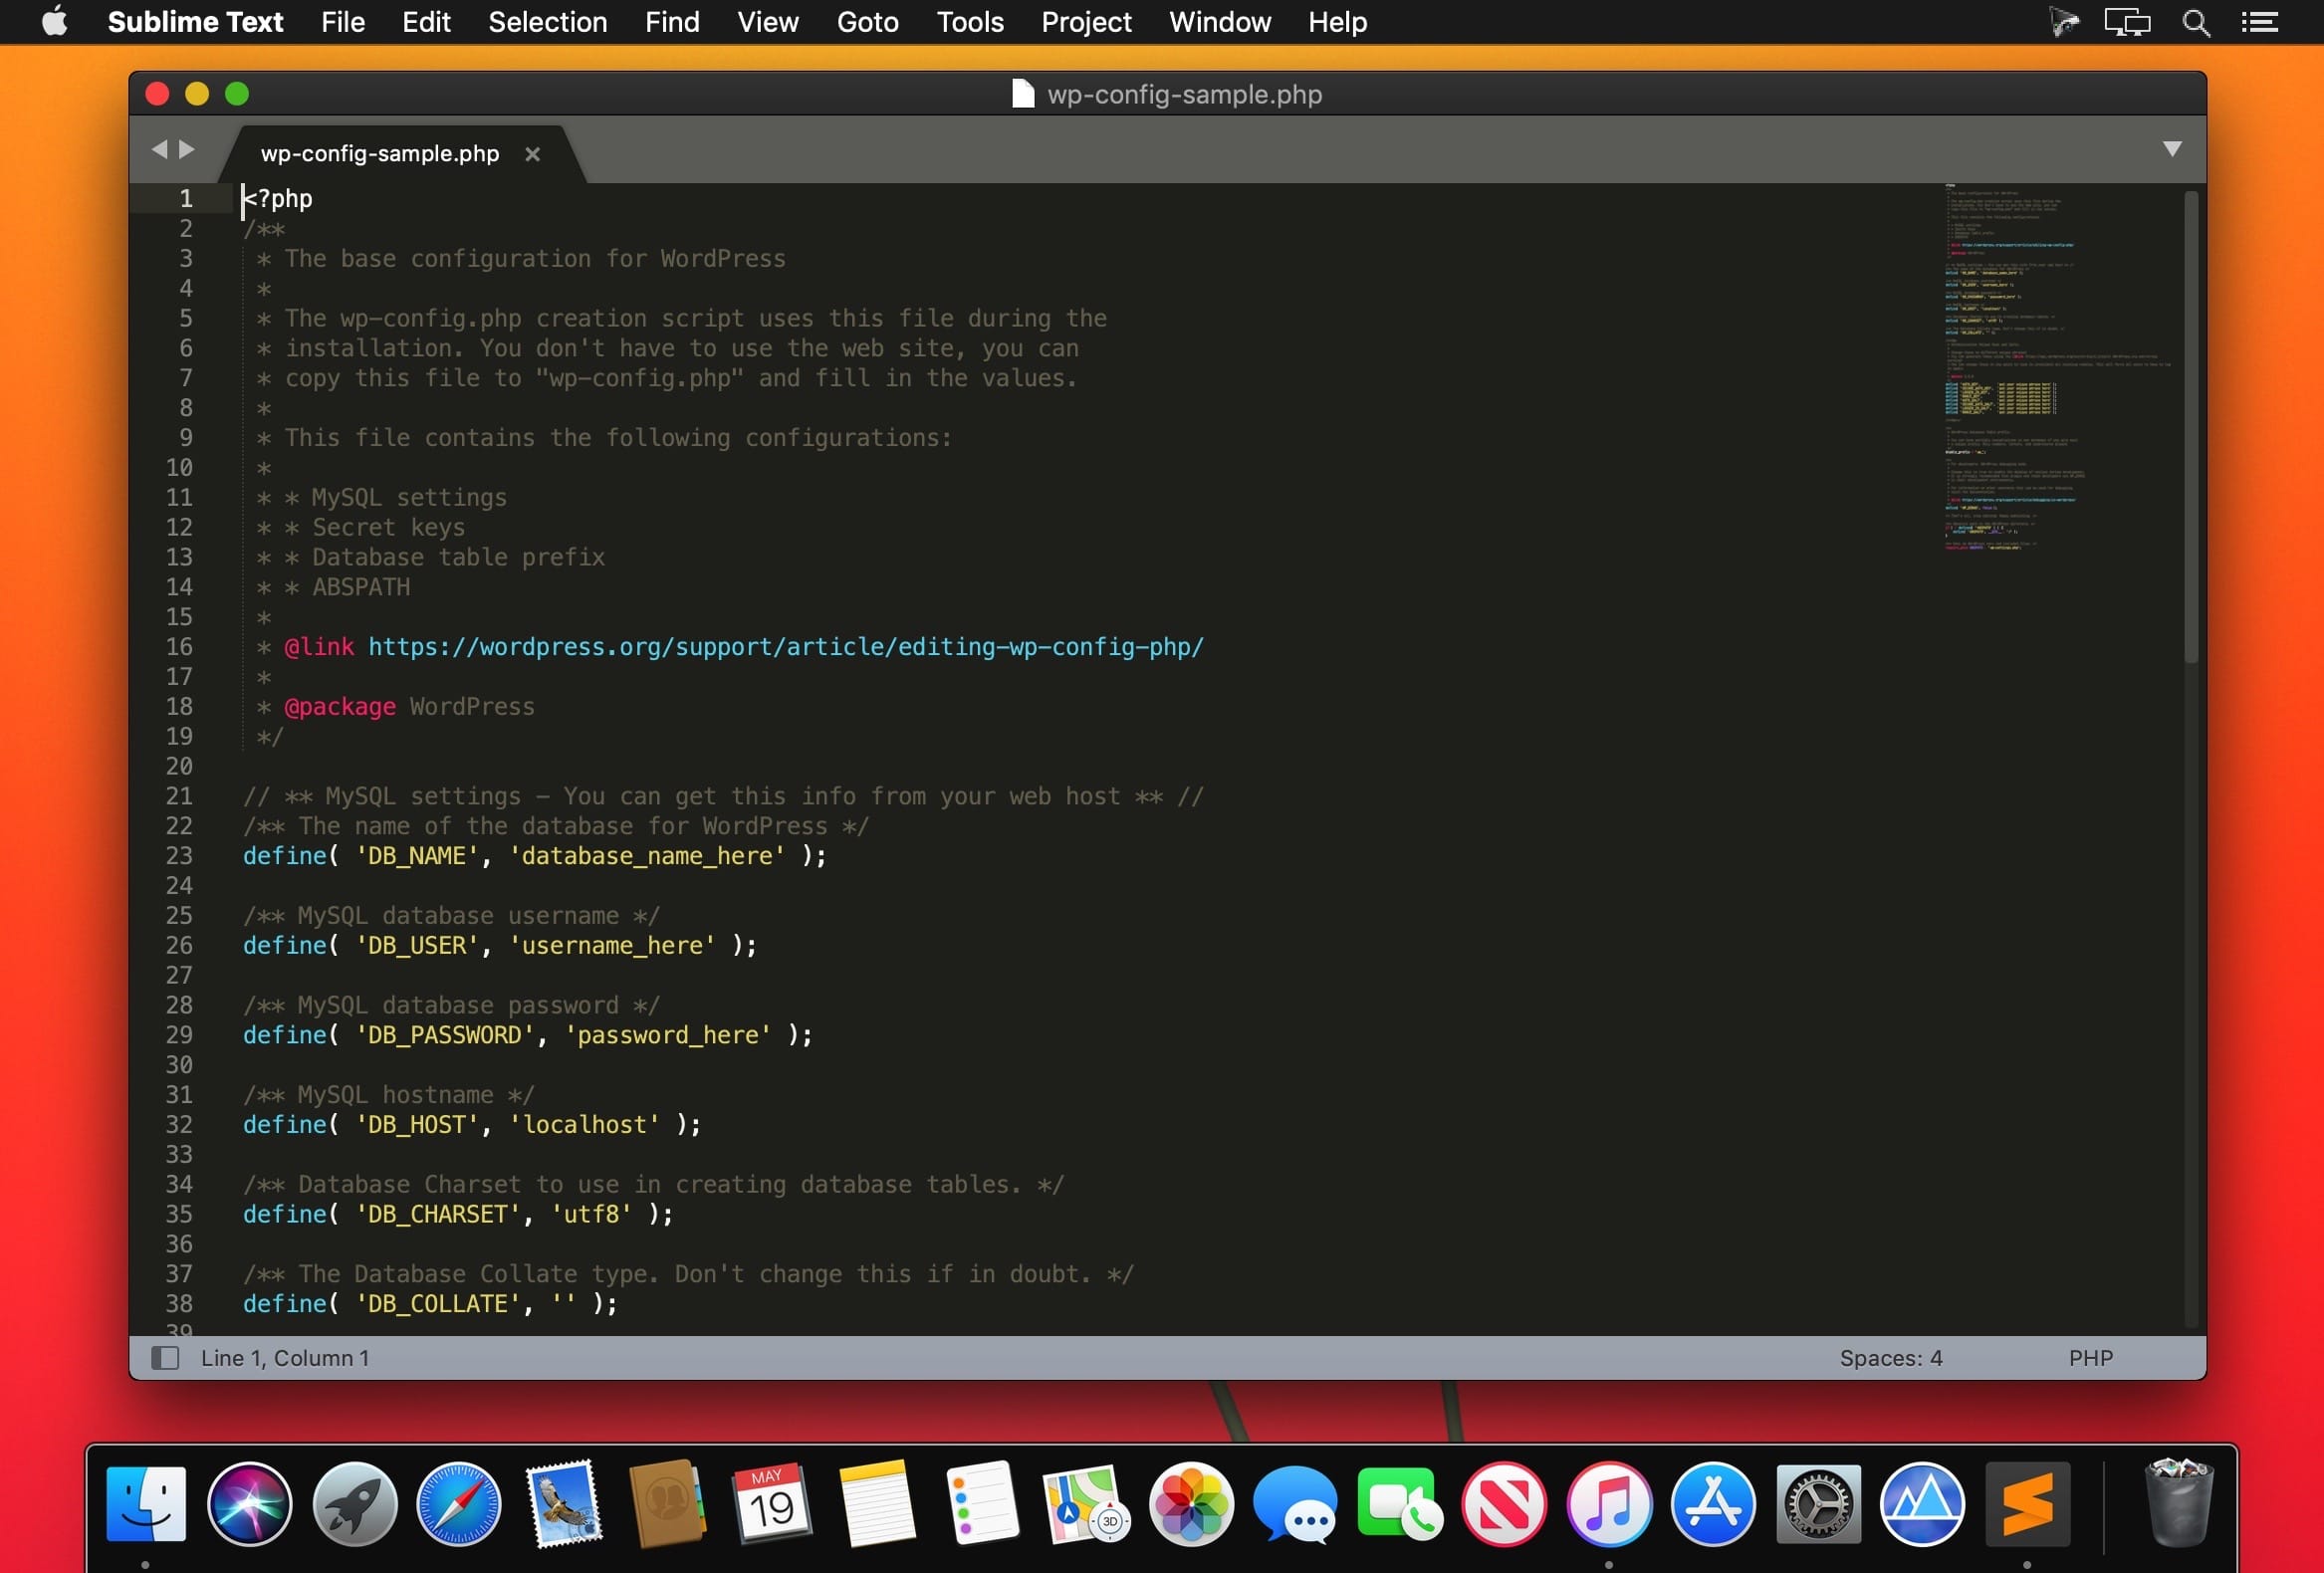 Sublime Text File Edit Selection Find View Goto Tools Project Window Help
wp-config-sample.php
wp-config-sample.php ×
1 <?php
2 /**
3 * The base configuration for WordPress
4 *
5 * The wp-config.php creation script uses this file during the
6 * installation. You don't have to use the web site, you can
7 * copy this file to "wp-config.php" and fill in the values.
8 *
9 * This file contains the following configurations:
10 *
11 * * MySQL settings
12 * * Secret keys
13 * * Database table prefix
14 * * ABSPATH
15 *
16 * @link https://wordpress.org/support/article/editing-wp-config-php/
17 *
18 * @package WordPress
19 */
20
21 // ** MySQL settings - You can get this info from your web host ** //
22 /** The name of the database for WordPress */
23 define( 'DB_NAME', 'database_name_here' );
24
25 /** MySQL database username */
26 define( 'DB_USER', 'username_here' );
27
28 /** MySQL database password */
29 define( 'DB_PASSWORD', 'password_here' );
30
31 /** MySQL hostname */
32 define( 'DB_HOST', 'localhost' );
33
34 /** Database Charset to use in creating database tables. */
35 define( 'DB_CHARSET', 'utf8' );
36
37 /** The Database Collate type. Don't change this if in doubt. */
38 define( 'DB_COLLATE', '' );
39
Line 1, Column 1 Spaces: 4 PHP
MAY
19
3D